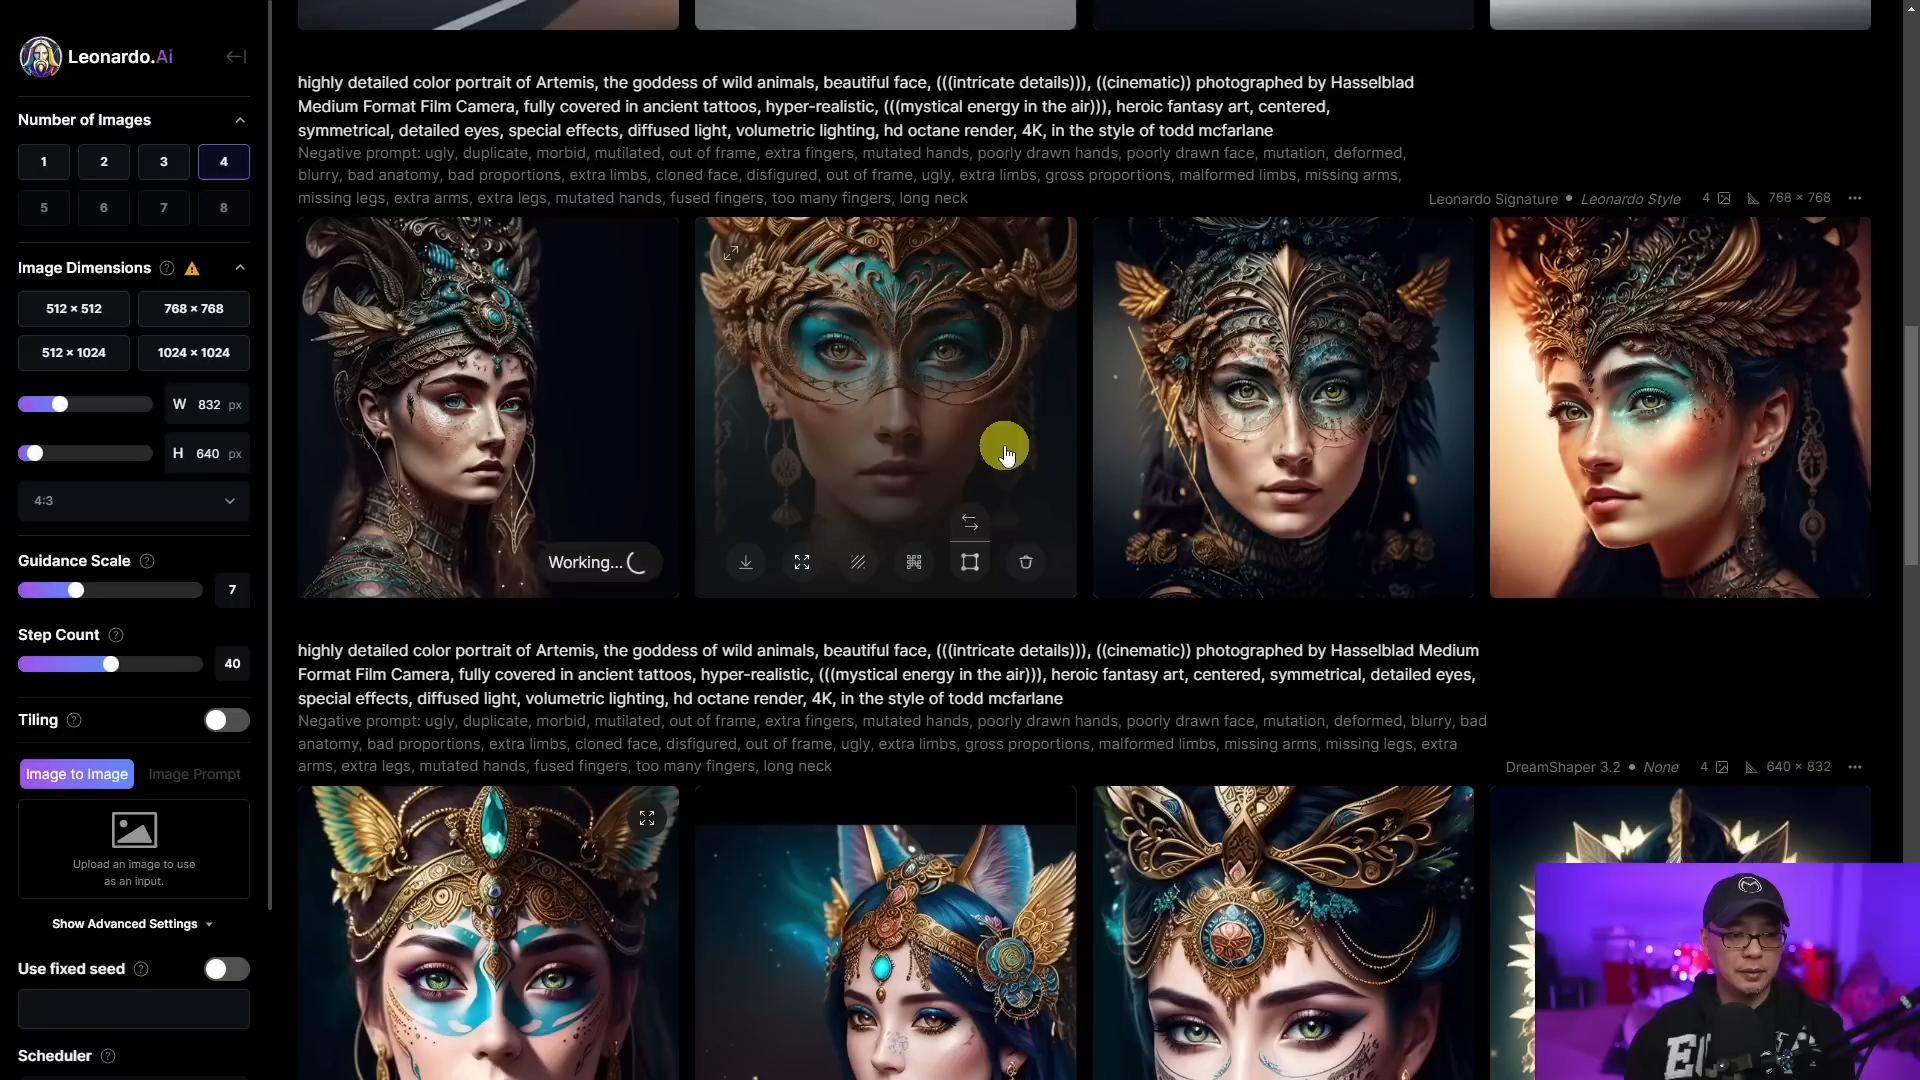 Leonardo.Ai
Number of Images
1 2 3 4
5 6 7 8
Image Dimensions
512 × 512 768 × 768
512 × 1024 1024 × 1024
W 832 px
H 640 px
4:3
Guidance Scale
7
Step Count
40
Tiling
Image to Image Image Prompt
Upload an image to use
as an input.
Show Advanced Settings
Use fixed seed
Scheduler
highly detailed color portrait of Artemis, the goddess of wild animals, beautiful face, (((intricate details))), ((cinematic)) photographed by Hasselblad
Medium Format Film Camera, fully covered in ancient tattoos, hyper-realistic, (((mystical energy in the air))), heroic fantasy art, centered,
symmetrical, detailed eyes, special effects, diffused light, volumetric lighting, hd octane render, 4K, in the style of todd mcfarlane
Negative prompt: ugly, duplicate, morbid, mutilated, out of frame, extra fingers, mutated hands, poorly drawn hands, poorly drawn face, mutation, deformed,
blurry, bad anatomy, bad proportions, extra limbs, cloned face, disfigured, out of frame, ugly, extra limbs, gross proportions, malformed limbs, missing arms,
missing legs, extra arms, extra legs, mutated hands, fused fingers, too many fingers, long neck
Leonardo Signature • Leonardo Style 4 768 × 768
Working...
highly detailed color portrait of Artemis, the goddess of wild animals, beautiful face, (((intricate details))), ((cinematic)) photographed by Hasselblad Medium
Format Film Camera, fully covered in ancient tattoos, hyper-realistic, (((mystical energy in the air))), heroic fantasy art, centered, symmetrical, detailed eyes,
special effects, diffused light, volumetric lighting, hd octane render, 4K, in the style of todd mcfarlane
Negative prompt: ugly, duplicate, morbid, mutilated, out of frame, extra fingers, mutated hands, poorly drawn hands, poorly drawn face, mutation, deformed, blurry, bad
anatomy, bad proportions, extra limbs, cloned face, disfigured, out of frame, ugly, extra limbs, gross proportions, malformed limbs, missing arms, missing legs, extra
arms, extra legs, mutated hands, fused fingers, too many fingers, long neck
DreamShaper 3.2 • None 4 640 × 832